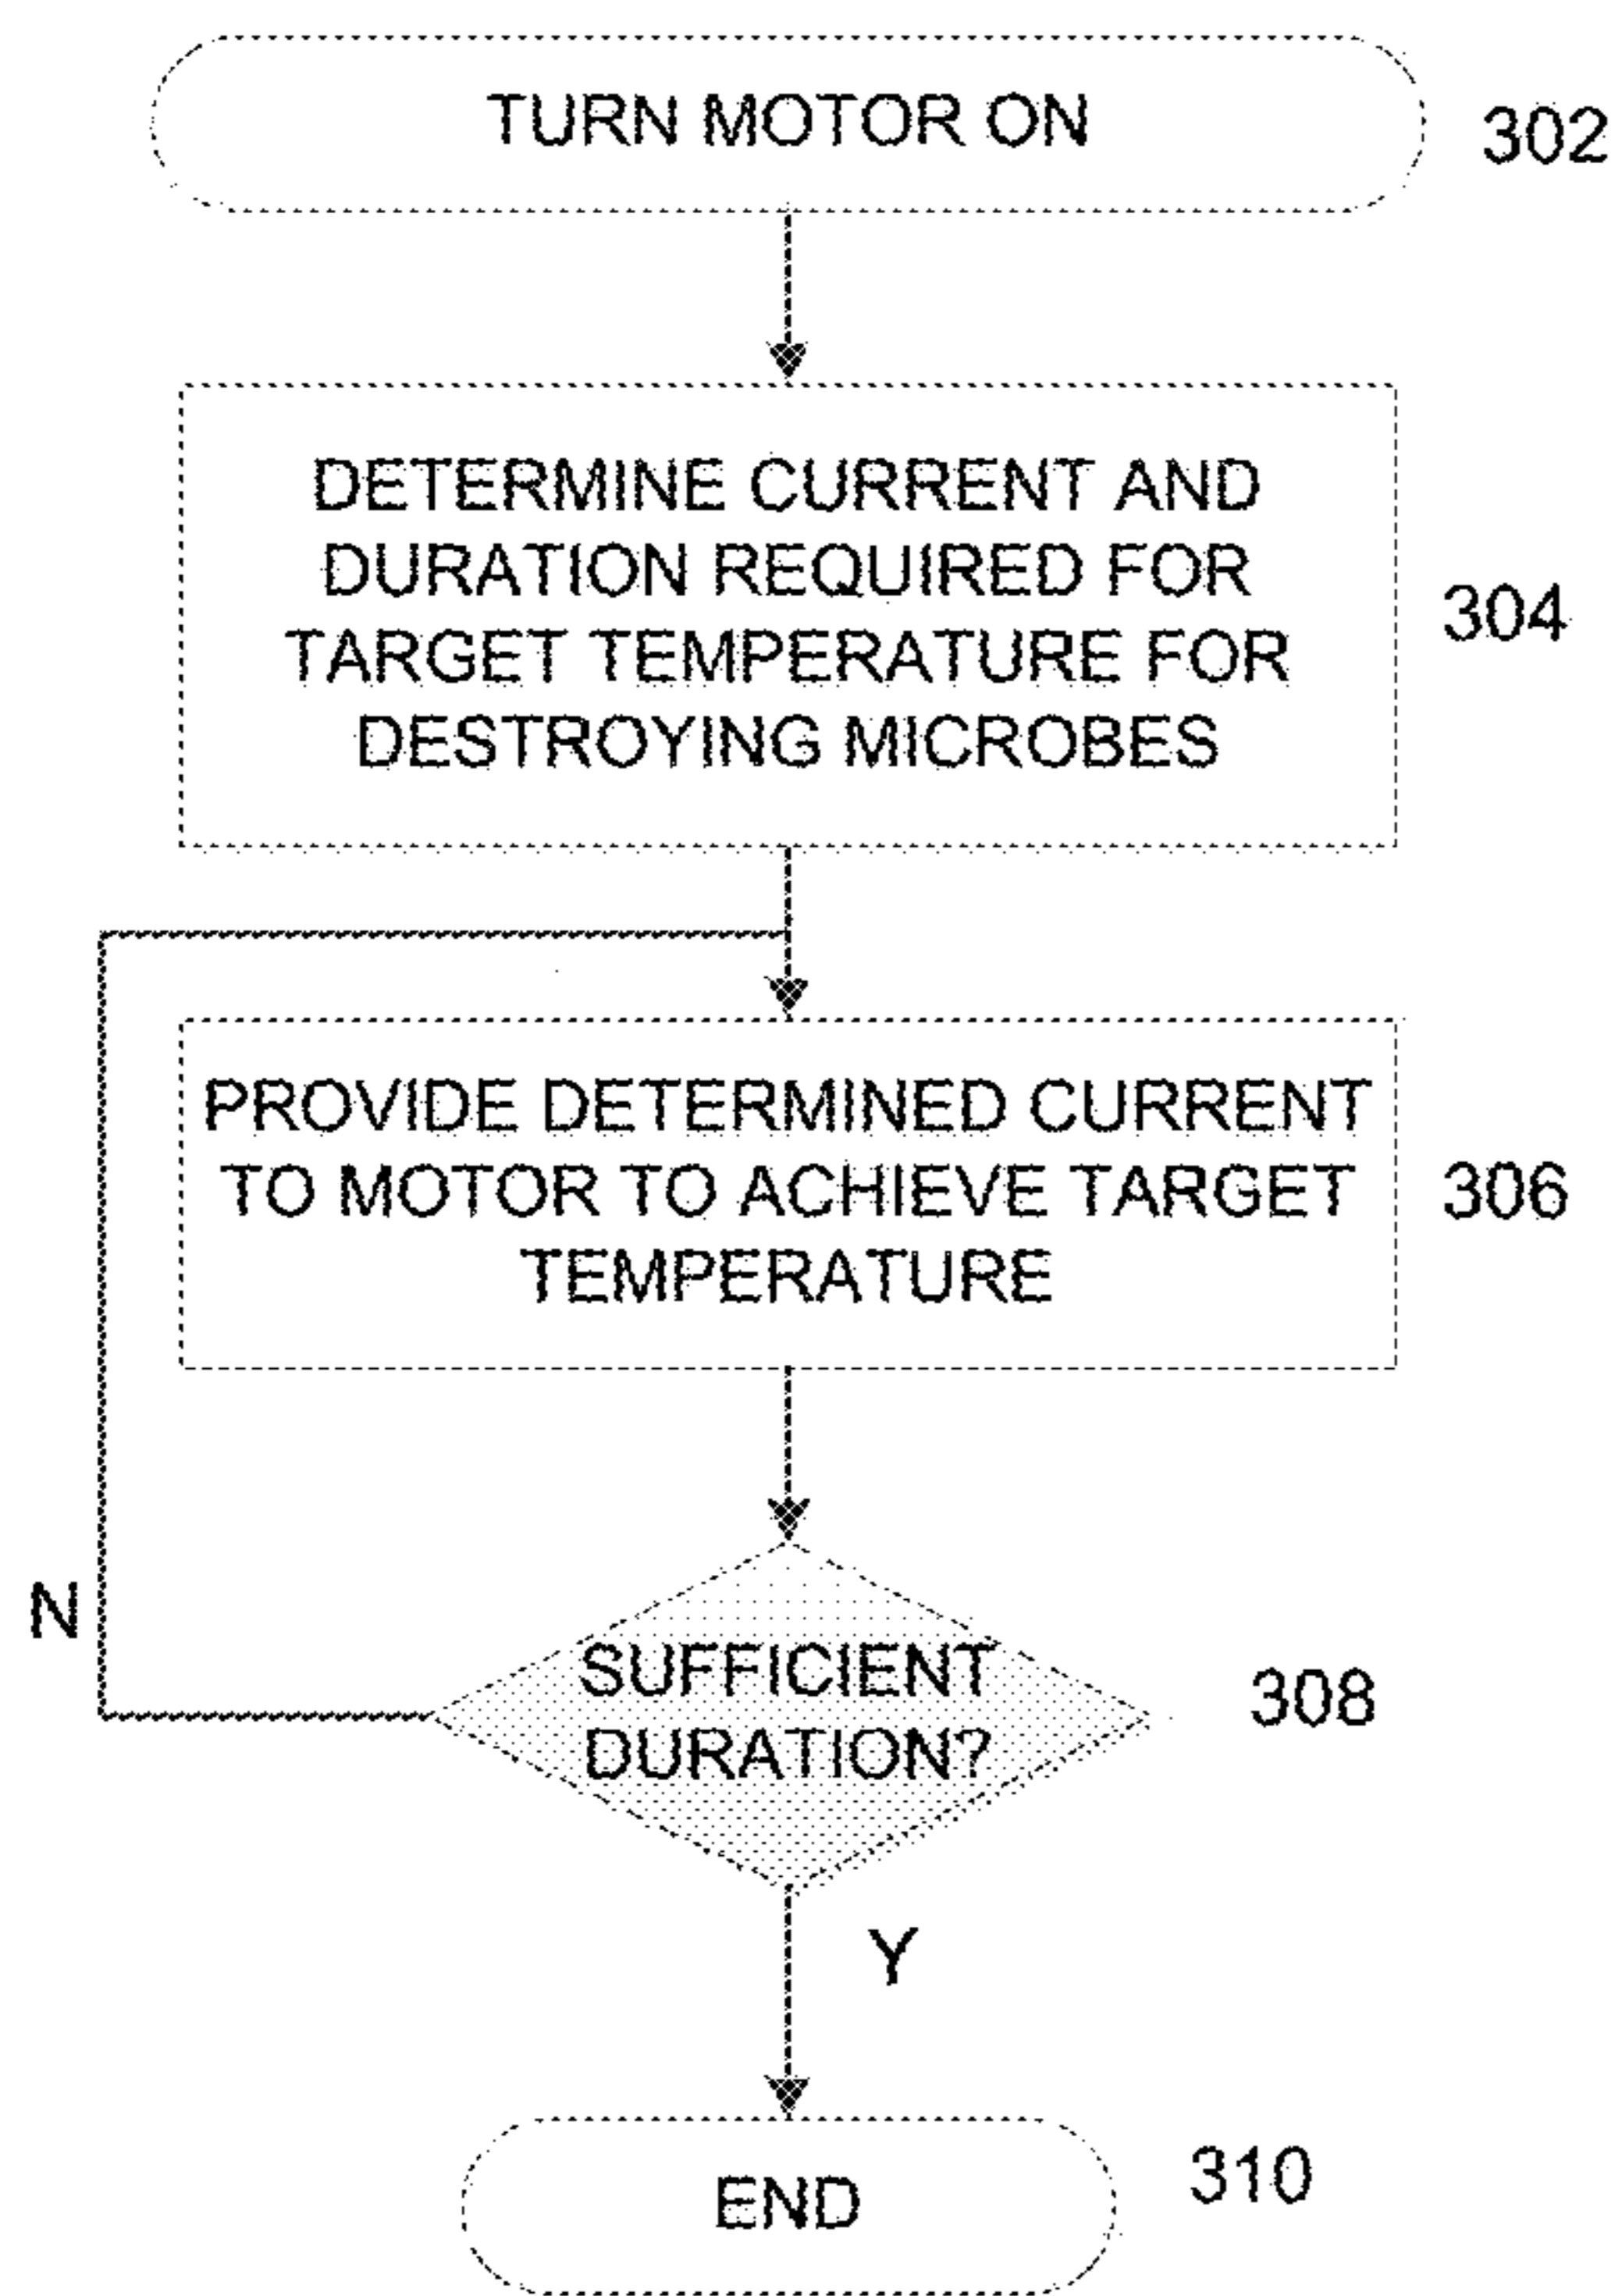 TURN MOTOR ON
302
DETERMINE CURRENT AND
DURATION REQUIRED FOR
TARGET TEMPERATURE FOR
DESTROYING MICROBES
304
PROVIDE DETERMINED CURRENT
TO MOTOR TO ACHIEVE TARGET
TEMPERATURE
306
N
SUFFICIENT
DURATION?
308
Y
END
310